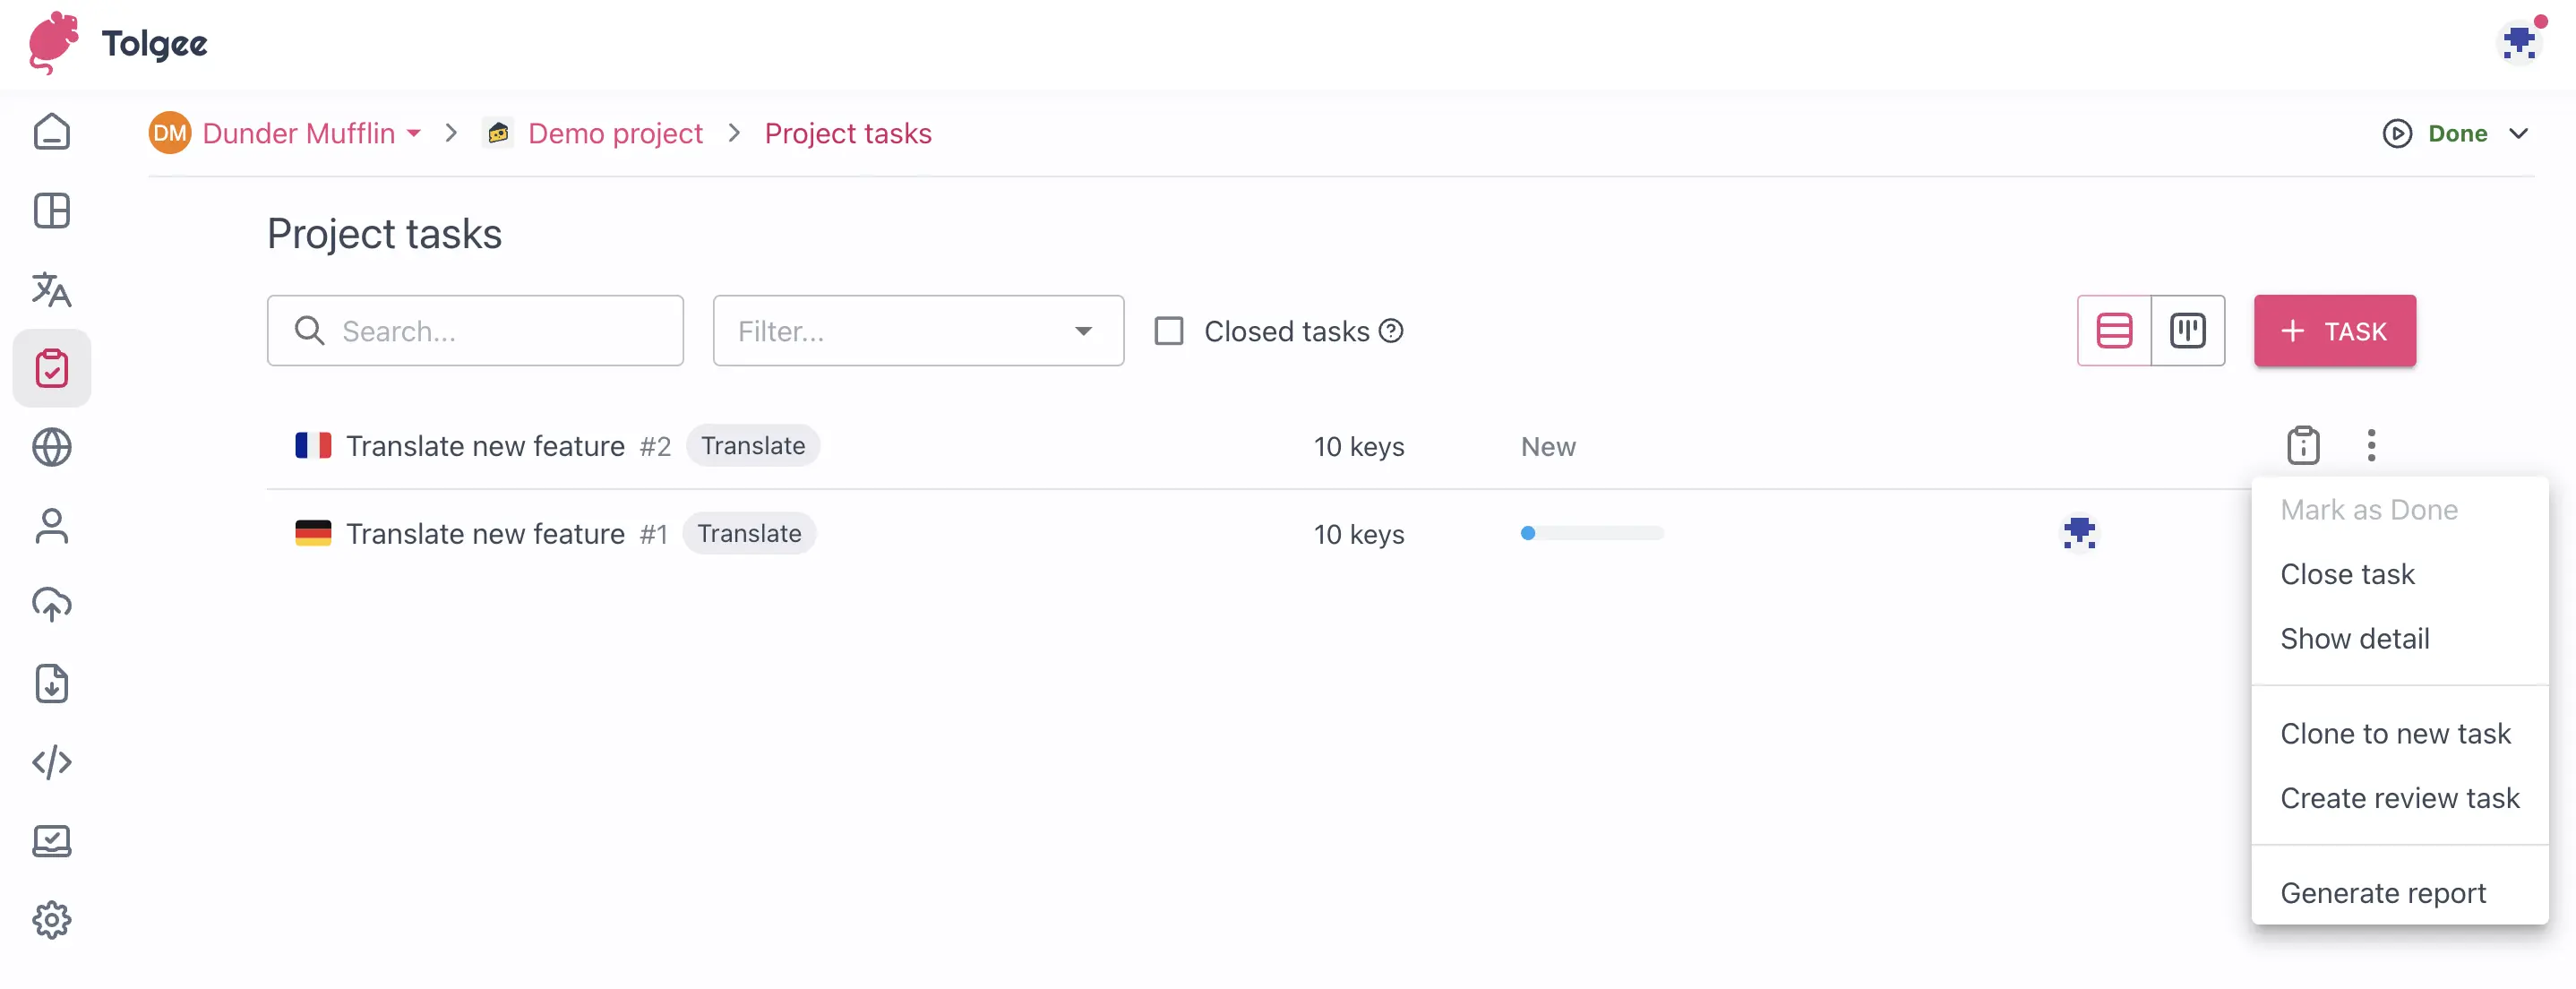 Tolgee
DM Dunder Mufflin > Demo project > Project tasks
Done
Project tasks
Search...
Filter...
Closed tasks
+ TASK
Translate new feature #2 Translate 10 keys New
Translate new feature #1 Translate 10 keys
Mark as Done
Close task
Show detail
Clone to new task
Create review task
Generate report